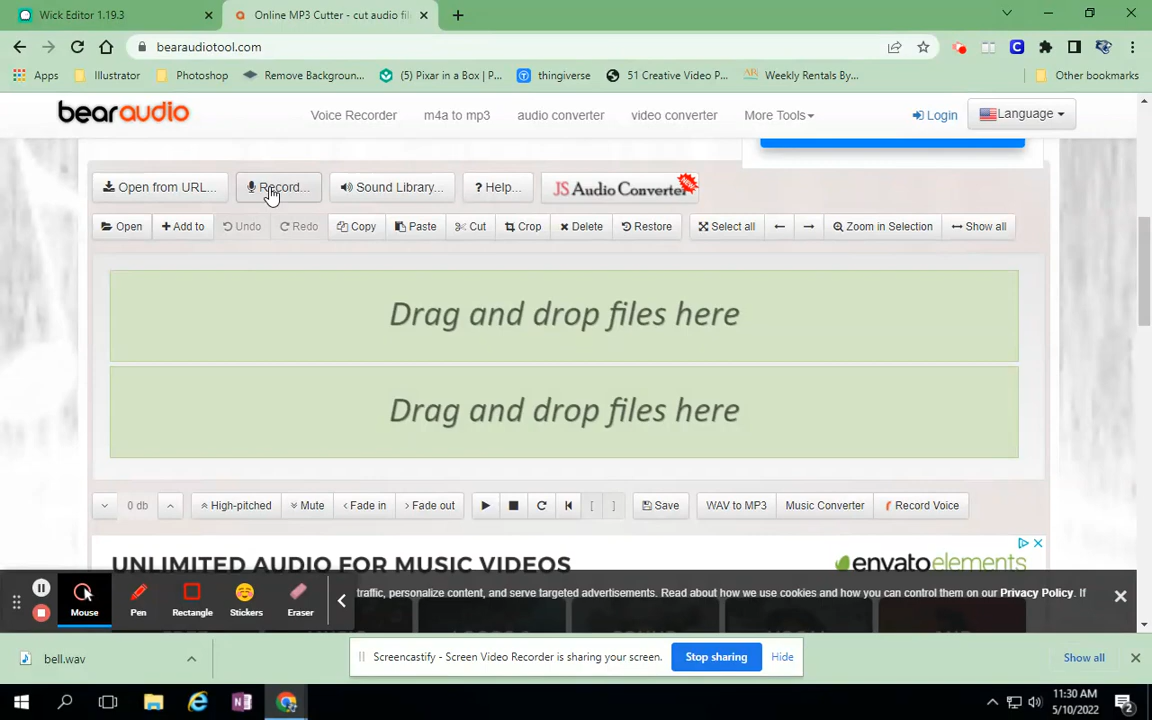 Wick Editor 1.19.3
Online MP3 Cutter - cut audio fil
bearaudiotool.com
Apps
Illustrator
Photoshop
Remove Backgroun...
(5) Pixar in a Box | P...
thingiverse
51 Creative Video P...
Weekly Rentals By...
Other bookmarks
bearaudio
Voice Recorder
m4a to mp3
audio converter
video converter
More Tools
Login
Language
Open from URL...
Record...
Sound Library...
? Help...
JS Audio Converter
NEW
Open
Add to
Undo
Redo
Copy
Paste
Cut
Crop
Delete
Restore
Select all
Zoom in Selection
Show all
Drag and drop files here
Drag and drop files here
0 db
High-pitched
Mute
Fade in
Fade out
[
]
Save
WAV to MP3
Music Converter
Record Voice
UNLIMITED AUDIO FOR MUSIC VIDEOS
envatoelements
Mouse
Pen
Rectangle
Stickers
Eraser
traffic, personalize content, and serve targeted advertisements. Read about how we use cookies and how you can control them on our Privacy Policy. If
bell.wav
Screencastify - Screen Video Recorder is sharing your screen.
Stop sharing
Hide
Show all
11:30 AM
5/10/2022
2